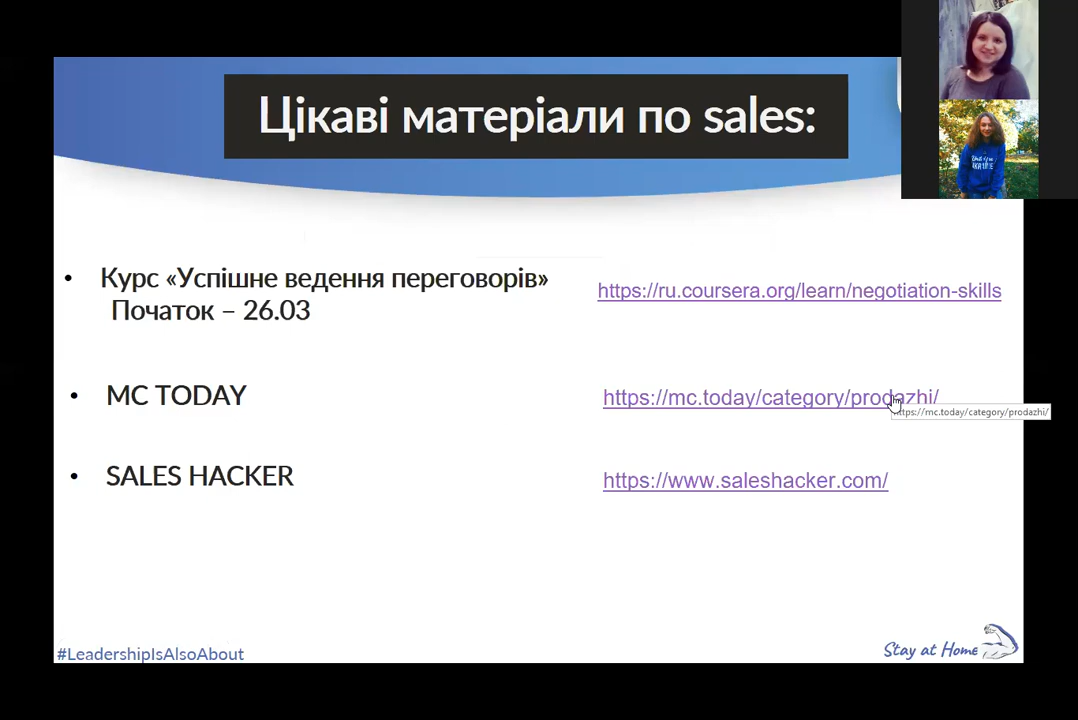 Цікаві матеріали по sales:
• Курс «Успішне ведення переговорів»
Початок – 26.03
https://ru.coursera.org/learn/negotiation-skills
• MC TODAY
https://mc.today/category/prodazhi/
https://mc.today/category/prodazhi/
• SALES HACKER
https://www.saleshacker.com/
#LeadershipIsAlsoAbout
Stay at Home